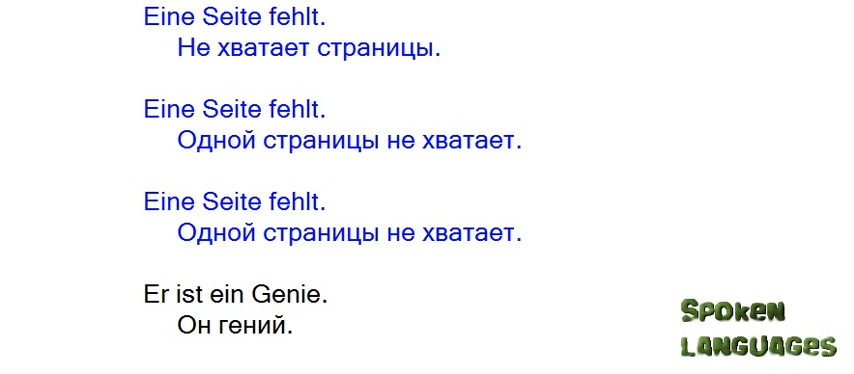 Eine Seite fehlt.
Не хватает страницы.
Eine Seite fehlt.
Одной страницы не хватает.
Eine Seite fehlt.
Одной страницы не хватает.
Er ist ein Genie.
Он гений.
Spoken
Languages